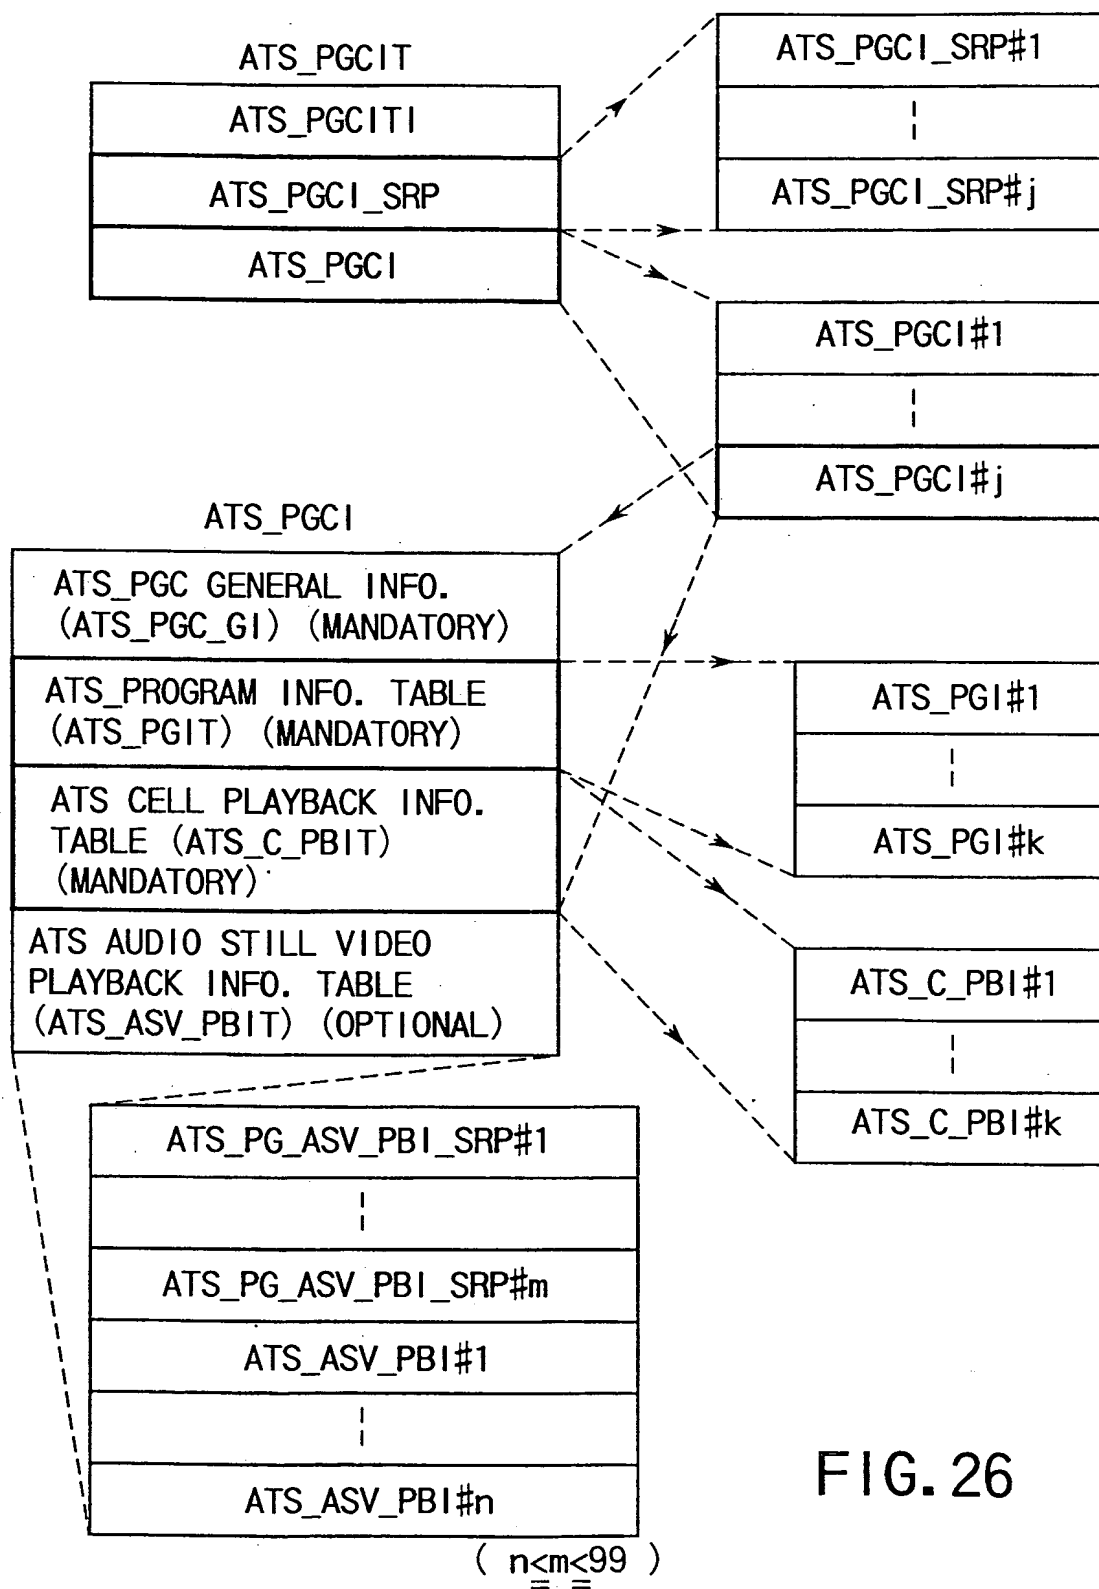 ATS_PGCIT
ATS_PGCITI
ATS_PGCI_SRP
ATS_PGCI
ATS_PGCI_SRP#1
ATS_PGCI_SRP#j
ATS_PGCI#1
ATS_PGCI#j
ATS_PGCI
ATS_PGC GENERAL INFO.
(ATS_PGC_GI) (MANDATORY)
ATS_PROGRAM INFO. TABLE
(ATS_PGIT) (MANDATORY)
ATS CELL PLAYBACK INFO.
TABLE (ATS_C_PBIT)
(MANDATORY)
ATS AUDIO STILL VIDEO
PLAYBACK INFO. TABLE
(ATS_ASV_PBIT) (OPTIONAL)
ATS_PGI#1
ATS_PGI#k
ATS_C_PBI#1
ATS_C_PBI#k
ATS_PG_ASV_PBI_SRP#1
ATS_PG_ASV_PBI_SRP#m
ATS_ASV_PBI#1
ATS_ASV_PBI#n
(n≦m≦99)
FIG. 26